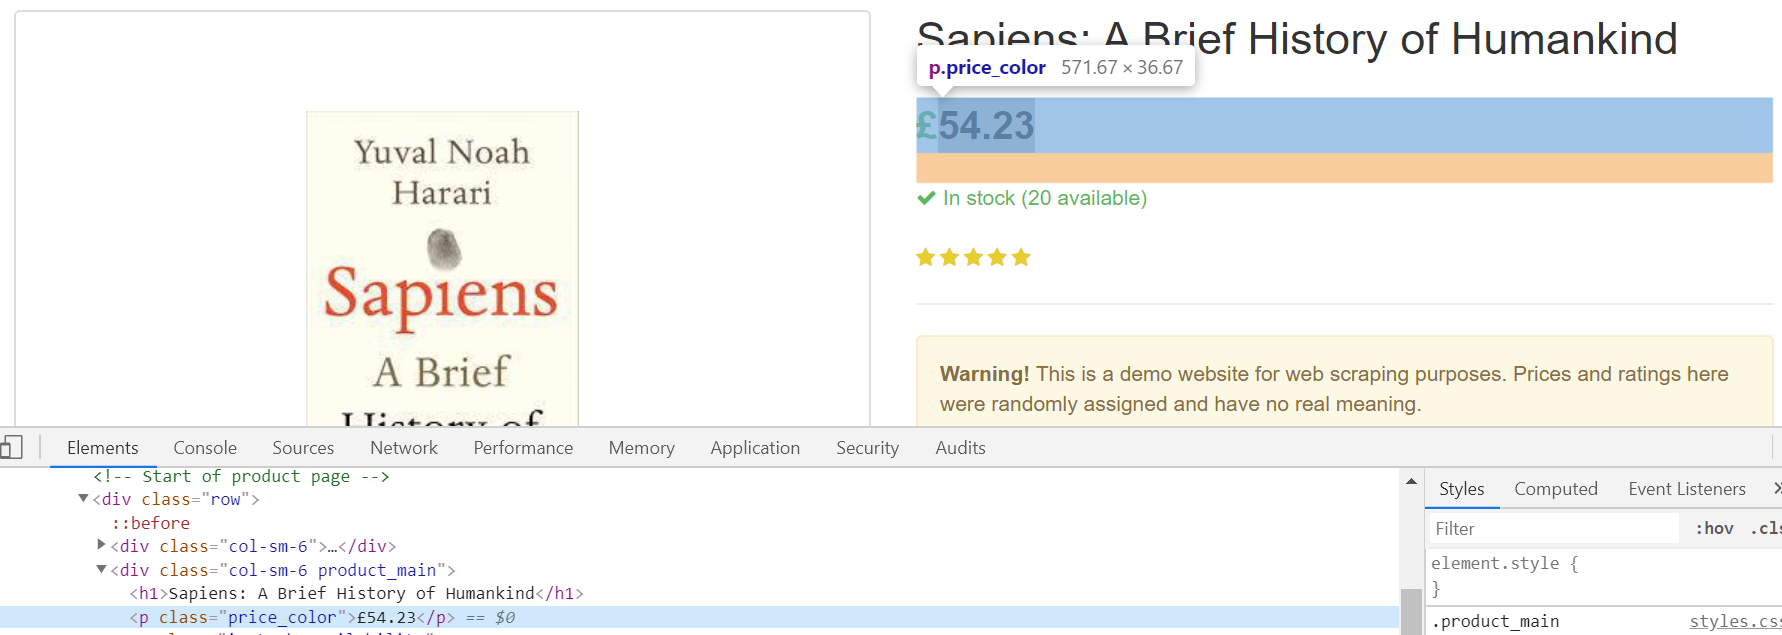 Sapiens: A Brief History of Humankind
p.price_color 571.67 × 36.67
£54.23
In stock (20 available)
Warning! This is a demo website for web scraping purposes. Prices and ratings here
were randomly assigned and have no real meaning.
Yuval Noah
Harari
Sapiens
A Brief
History of
Elements Console Sources Network Performance Memory Application Security Audits
<!-- Start of product page -->
<div class="row">
::before
<div class="col-sm-6">…</div>
<div class="col-sm-6 product_main">
<h1>Sapiens: A Brief History of Humankind</h1>
<p class="price_color">£54.23</p> == $0
Styles Computed Event Listeners
Filter :hov .cls
element.style {
}
.product_main styles.css